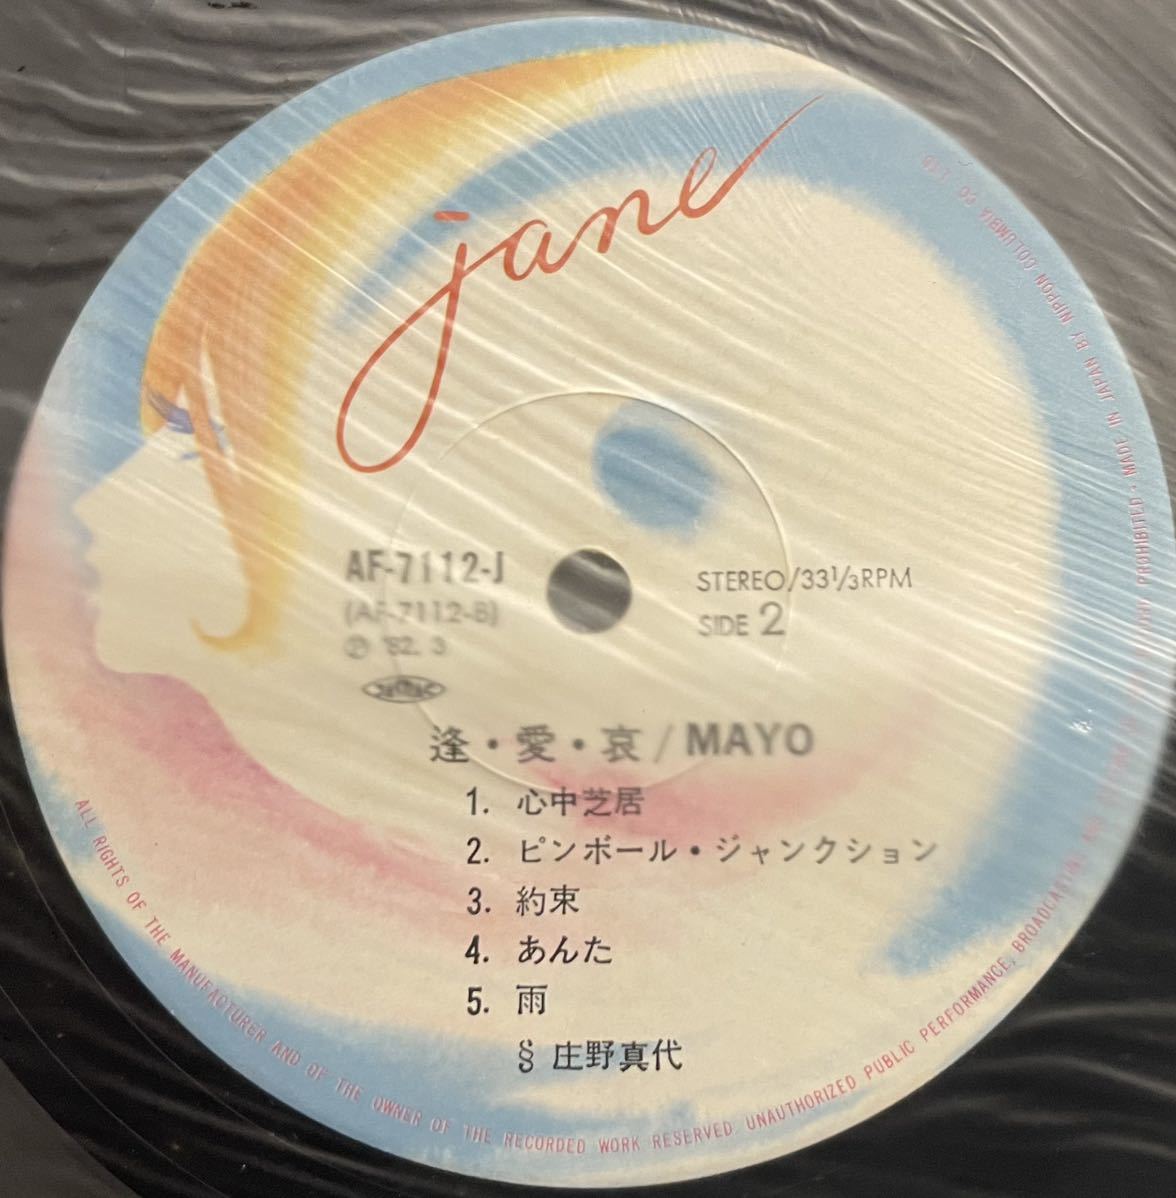 jane
AF-7112-J
(AF-7112-B)
℗ '82. 3
STEREO/33⅓RPM
SIDE 2
逢・愛・哀/MAYO
1. 心中芝居
2. ピンボール・ジャンクション
3. 約束
4. あんた
5. 雨
§ 庄野真代
ALL RIGHTS OF THE MANUFACTURER AND OF THE OWNER OF THE RECORDED WORK RESERVED. UNAUTHORIZED PUBLIC PERFORMANCE, BROADCASTING AND PROHIBITED • MADE IN JAPAN BY NIPPON COLUMBIA CO., LTD.